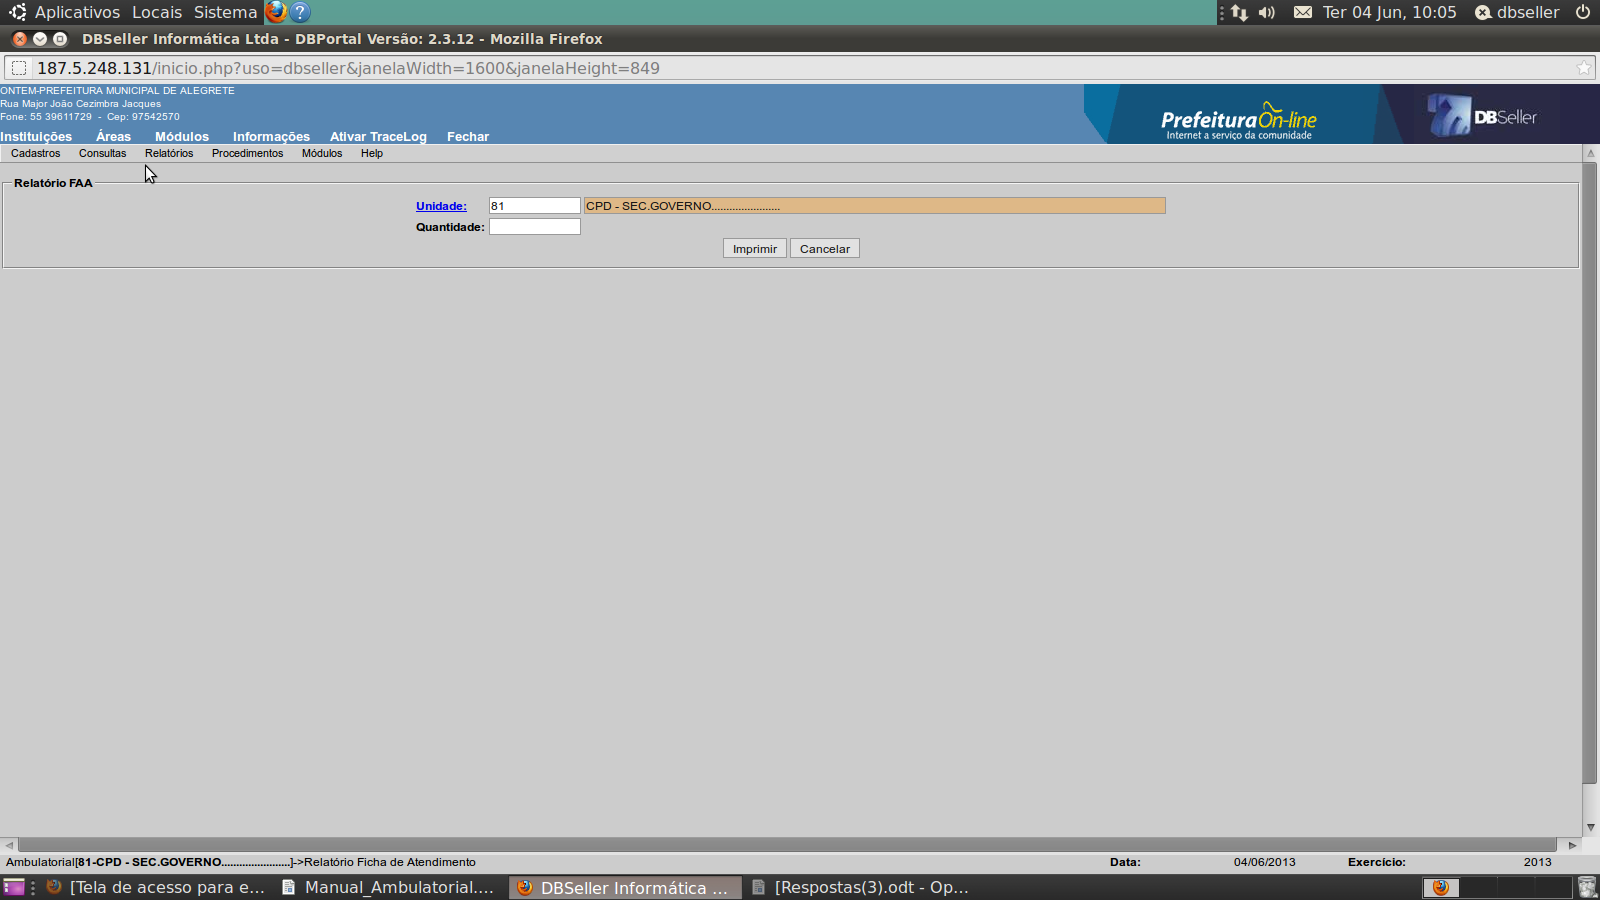 Aplicativos Locais Sistema
Ter 04 Jun, 10:05 dbseller
DBSeller Informática Ltda - DBPortal Versão: 2.3.12 - Mozilla Firefox
187.5.248.131/inicio.php?uso=dbseller&janelaWidth=1600&janelaHeight=849
ONTEM-PREFEITURA MUNICIPAL DE ALEGRETE
Rua Major João Cezimbra Jacques
Fone: 55 39611729 - Cep: 97542570
PrefeituraOn-line
Internet a serviço da comunidade
DBSeller
Instituições Áreas Módulos Informações Ativar TraceLog Fechar
Cadastros Consultas Relatórios Procedimentos Módulos Help
Relatório FAA
Unidade: 81 CPD - SEC.GOVERNO.......................
Quantidade:
Imprimir Cancelar
Ambulatorial[81-CPD - SEC.GOVERNO.......................]->Relatório Ficha de Atendimento
Data: 04/06/2013 Exercício: 2013
[Tela de acesso para e... Manual_Ambulatorial.... DBSeller Informática ... [Respostas(3).odt - Op...